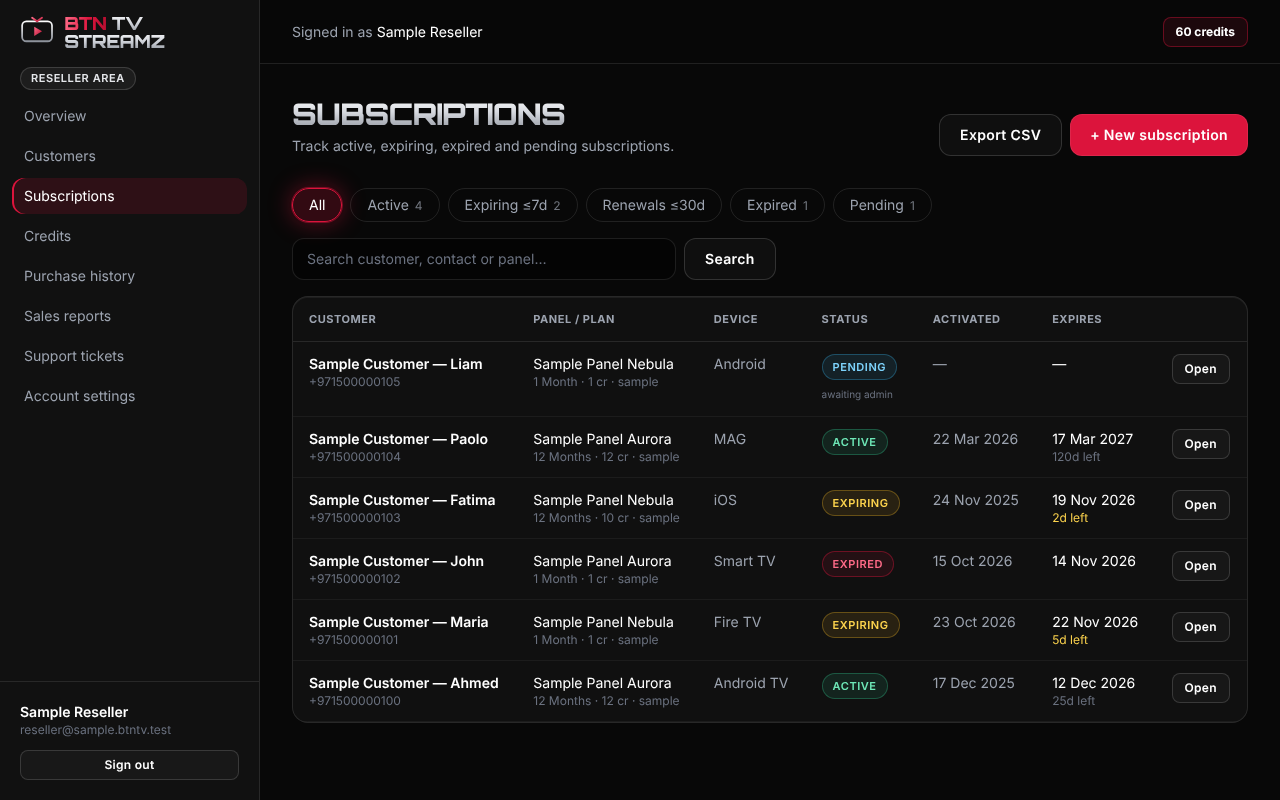 BTN TV
STREAMZ
RESELLER AREA
Overview
Customers
Subscriptions
Credits
Purchase history
Sales reports
Support tickets
Account settings
Sample Reseller
reseller@sample.btntv.test
Sign out
Signed in as Sample Reseller
60 credits
SUBSCRIPTIONS
Track active, expiring, expired and pending subscriptions.
Export CSV
+ New subscription
All
Active 4
Expiring ≤7d 2
Renewals ≤30d
Expired 1
Pending 1
Search customer, contact or panel...
Search
CUSTOMER PANEL / PLAN DEVICE STATUS ACTIVATED EXPIRES
Sample Customer — Liam Sample Panel Nebula Android PENDING — — Open
+971500000105 1 Month · 1 cr · sample awaiting admin
Sample Customer — Paolo Sample Panel Aurora MAG ACTIVE 22 Mar 2026 17 Mar 2027 Open
+971500000104 12 Months · 12 cr · sample 120d left
Sample Customer — Fatima Sample Panel Nebula iOS EXPIRING 24 Nov 2025 19 Nov 2026 Open
+971500000103 12 Months · 10 cr · sample 2d left
Sample Customer — John Sample Panel Aurora Smart TV EXPIRED 15 Oct 2026 14 Nov 2026 Open
+971500000102 1 Month · 1 cr · sample
Sample Customer — Maria Sample Panel Nebula Fire TV EXPIRING 23 Oct 2026 22 Nov 2026 Open
+971500000101 1 Month · 1 cr · sample 5d left
Sample Customer — Ahmed Sample Panel Aurora Android TV ACTIVE 17 Dec 2025 12 Dec 2026 Open
+971500000100 12 Months · 12 cr · sample 25d left